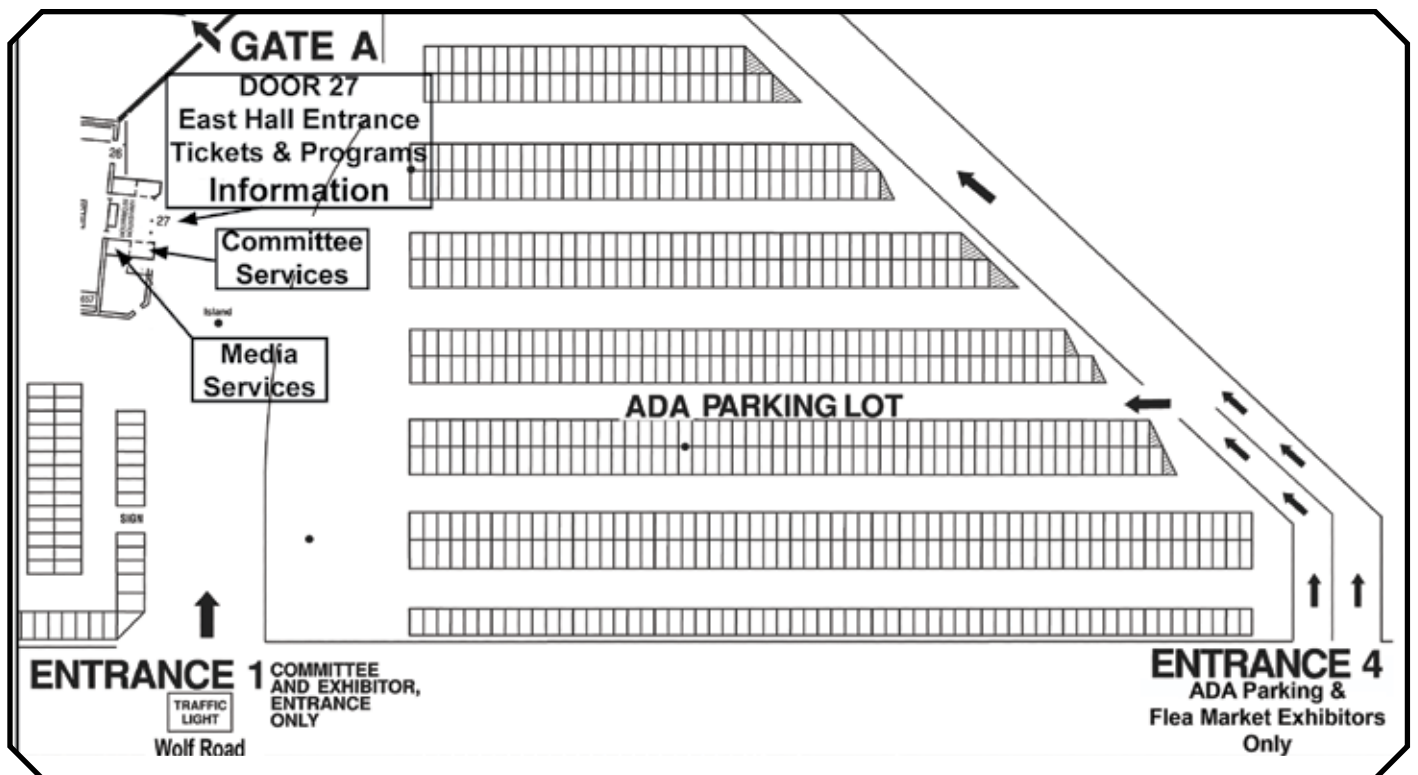 GATE A
DOOR 27
East Hall Entrance
Tickets & Programs
Information
26
27
Committee
Services
Island
Media
Services
ADA PARKING LOT
SIGN
ENTRANCE 1
COMMITTEE
AND EXHIBITOR,
ENTRANCE
ONLY
TRAFFIC
LIGHT
Wolf Road
ENTRANCE 4
ADA Parking &
Flea Market Exhibitors
Only